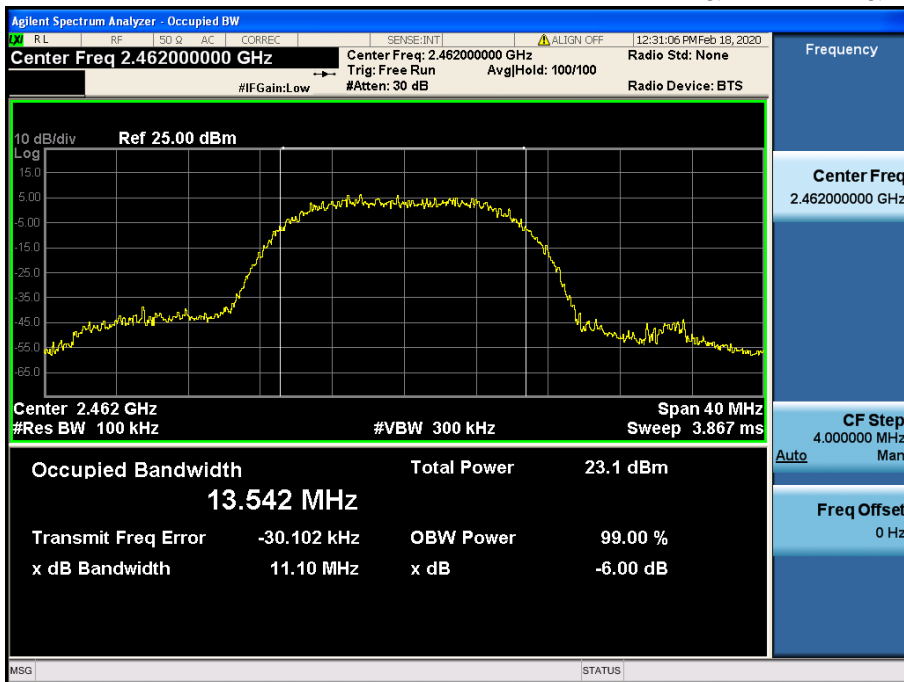 Agilent Spectrum Analyzer - Occupied BW
LXI RL RF 50 Ω AC CORREC SENSE:INT ALIGN OFF 12:31:06 PMFeb 18, 2020
Center Freq 2.462000000 GHz
Center Freq: 2.462000000 GHz
Radio Std: None
Trig: Free Run Avg|Hold: 100/100
#IFGain:Low #Atten: 30 dB Radio Device: BTS
Frequency
10 dB/div Ref 25.00 dBm
Log
15.0
5.00
-5.00
-15.0
-25.0
-35.0
-45.0
-55.0
-65.0
Center 2.462 GHz Span 40 MHz
#Res BW 100 kHz #VBW 300 kHz Sweep 3.867 ms
Occupied Bandwidth Total Power 23.1 dBm
13.542 MHz
Transmit Freq Error -30.102 kHz OBW Power 99.00 %
x dB Bandwidth 11.10 MHz x dB -6.00 dB
Center Freq
2.462000000 GHz
CF Step
4.000000 MHz
Auto Man
Freq Offset
0 Hz
MSG STATUS